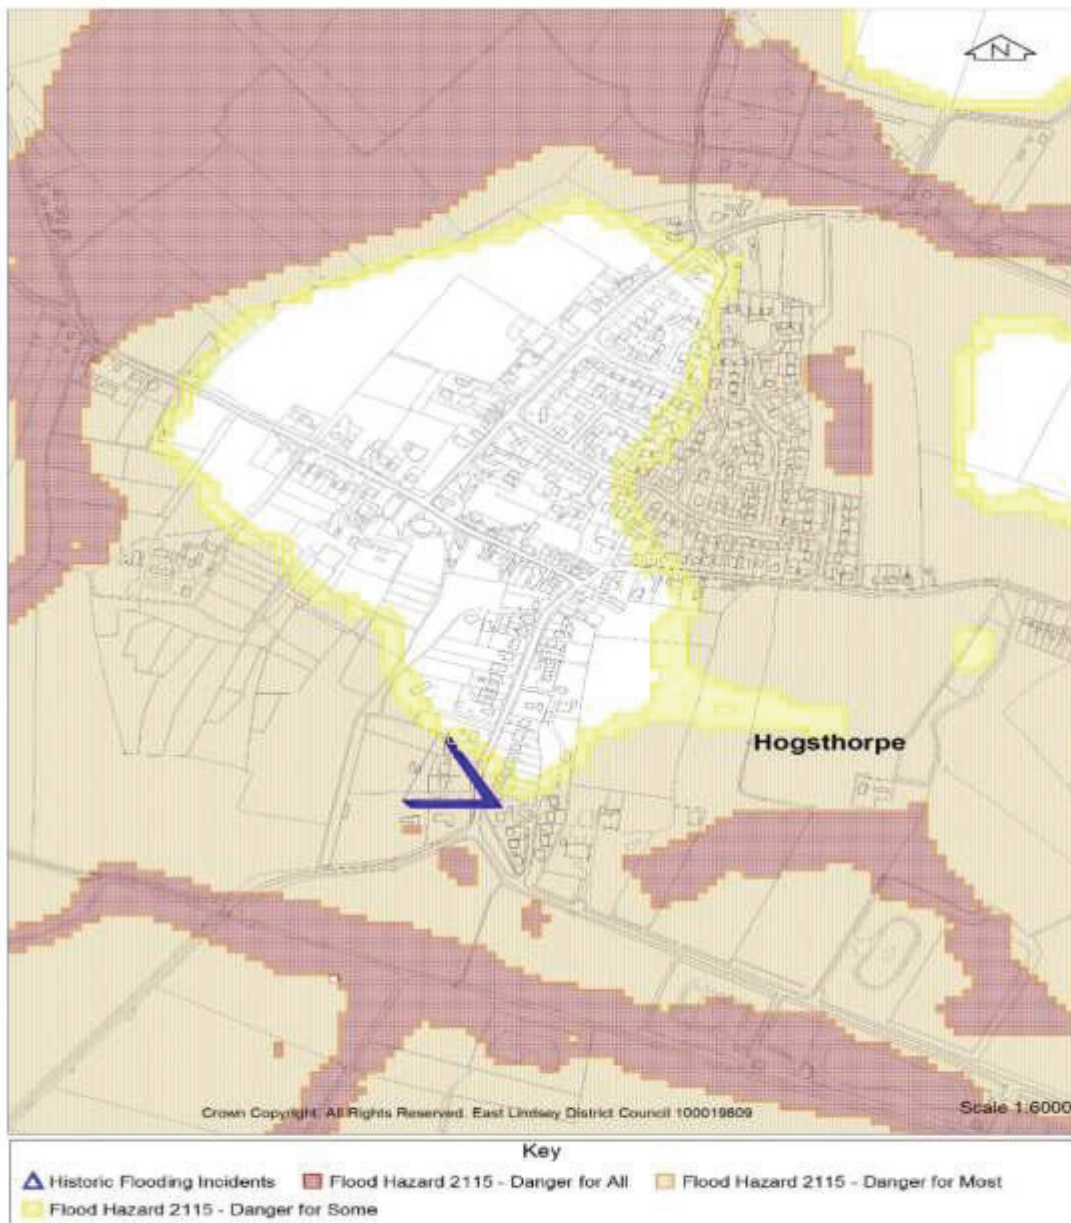 N
Hogsthorpe
Crown Copyright. All Rights Reserved. East Lindsey District Council 100019809
Scale 1:6000
Key
Historic Flooding Incidents
Flood Hazard 2115 - Danger for All
Flood Hazard 2115 - Danger for Most
Flood Hazard 2115 - Danger for Some